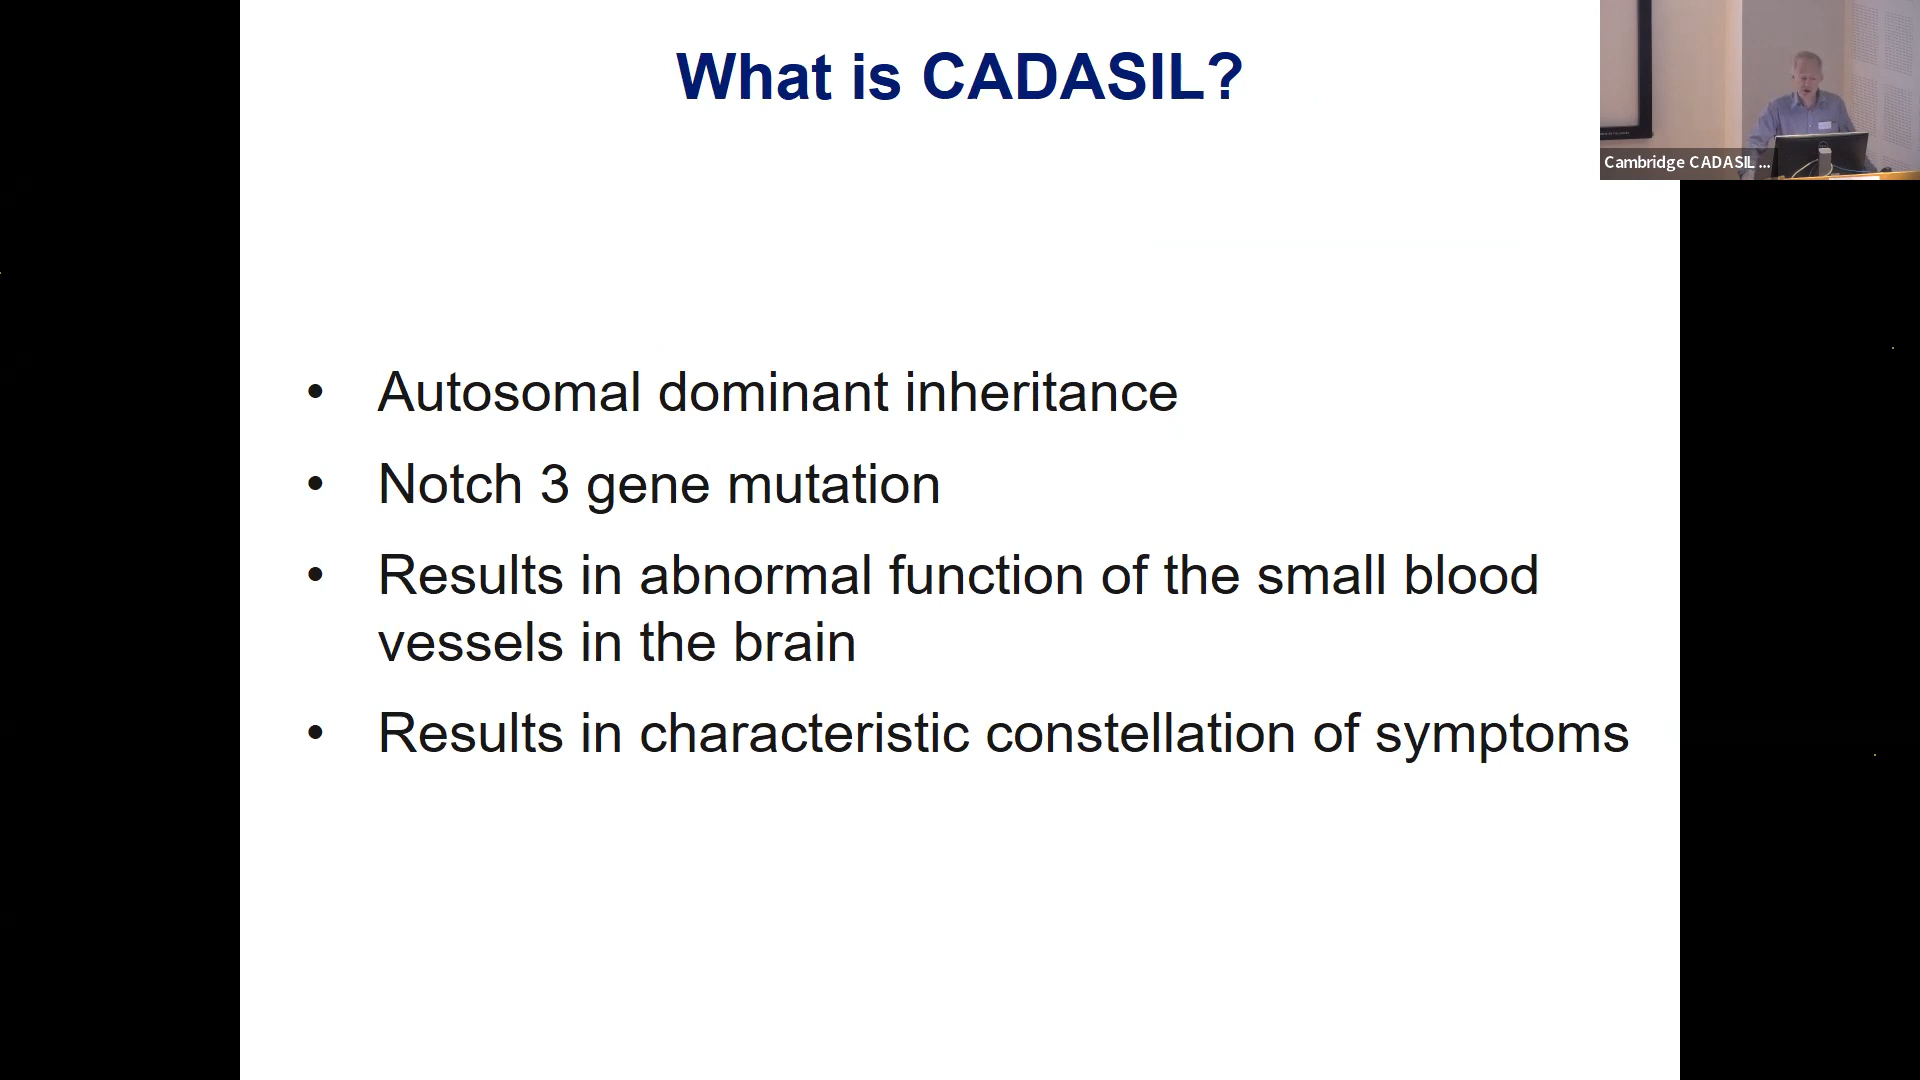 What is CADASIL?
Cambridge CADASIL ...
• Autosomal dominant inheritance
• Notch 3 gene mutation
• Results in abnormal function of the small blood
vessels in the brain
• Results in characteristic constellation of symptoms